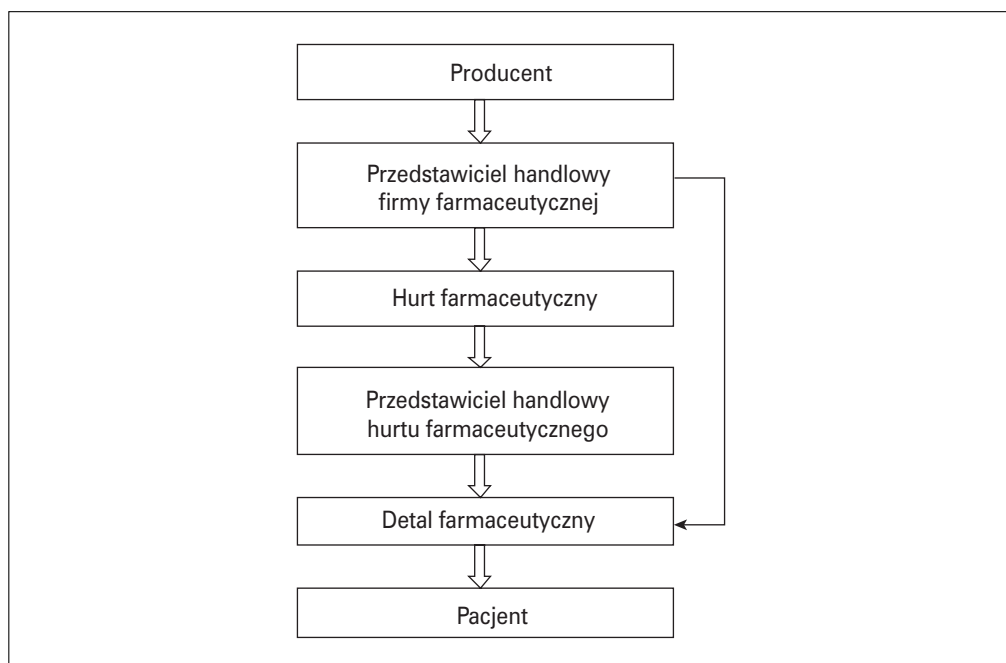 Producent
Przedstawiciel handlowy
firmy farmaceutycznej
Hurt farmaceutyczny
Przedstawiciel handlowy
hurtu farmaceutycznego
Detal farmaceutyczny
Pacjent